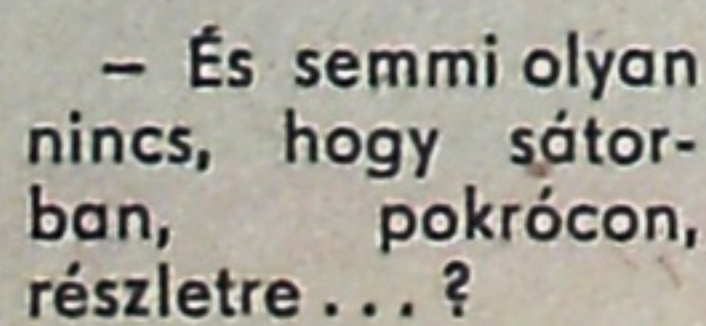 – És semmi olyan
nincs, hogy sátor-
ban, pokrócon,
részletre . . . ?